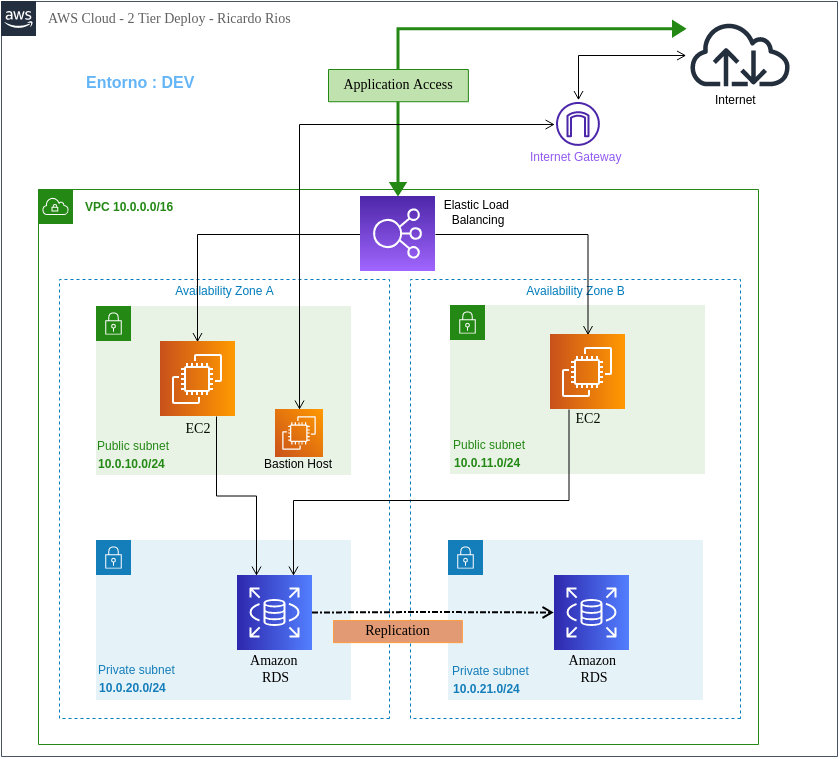 aws
AWS Cloud - 2 Tier Deploy - Ricardo Rios
Entorno : DEV
Application Access
Internet
Internet Gateway
VPC 10.0.0.0/16
Elastic Load
Balancing
Availability Zone A
Availability Zone B
EC2
Bastion Host
Public subnet
10.0.10.0/24
EC2
Public subnet
10.0.11.0/24
Replication
Amazon
RDS
Private subnet
10.0.20.0/24
Amazon
RDS
Private subnet
10.0.21.0/24